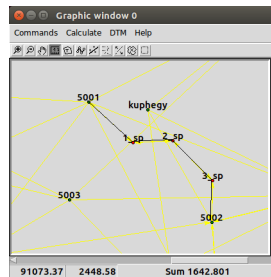 Graphic window 0
Commands Calculate DTM Help
5001
kuphegy
1_sp 2_sp
3_sp
5003
5002
91073.37 2448.58 Sum 1642.801